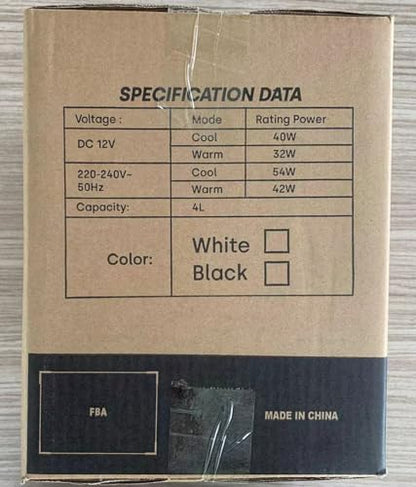 SPECIFICATION DATA
Voltage : Mode Rating Power
DC 12V Cool 40W
Warm 32W
220-240V~ Cool 54W
50Hz Warm 42W
Capacity: 4L
Color: White
Black
FBA
MADE IN CHINA